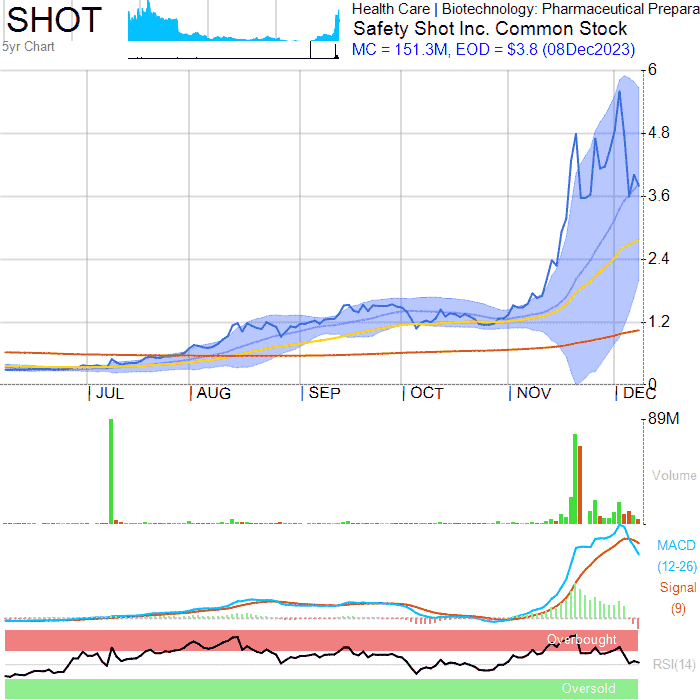 SHOT
5yr Chart
Health Care | Biotechnology: Pharmaceutical Prepara
Safety Shot Inc. Common Stock
MC = 151.3M, EOD = $3.8 (08Dec2023)
6
4.8
3.6
2.4
1.2
0
JUL AUG SEP OCT NOV DEC
89M
Volume
MACD
(12-26)
Signal
(9)
Overbought
RSI(14)
Oversold